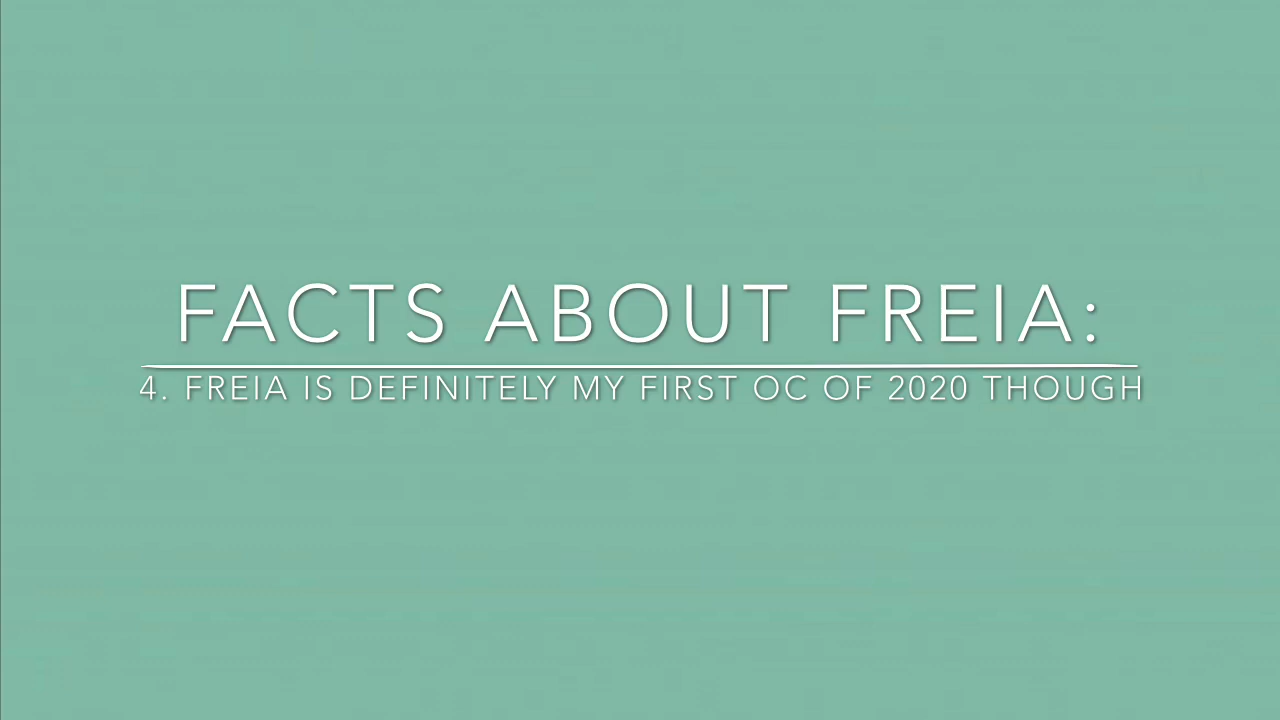 FACTS ABOUT FREIA:
4. FREIA IS DEFINITELY MY FIRST OC OF 2020 THOUGH